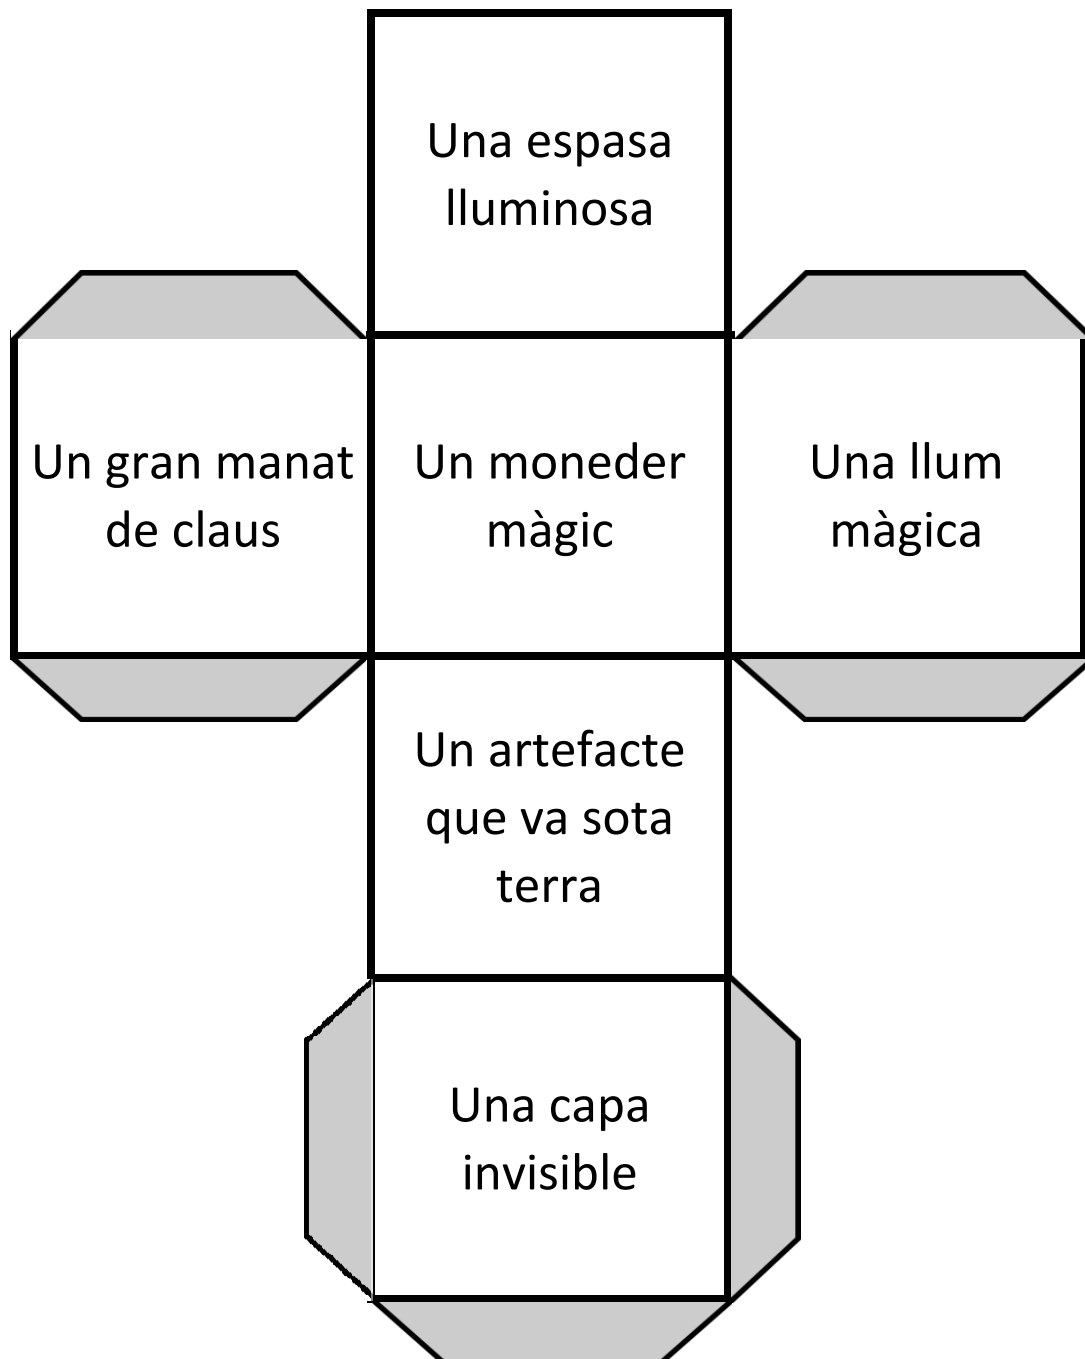 Una espasa
lluminosa
Un gran manat
de claus
Un moneder
màgic
Una llum
màgica
Un artefacte
que va sota
terra
Una capa
invisible